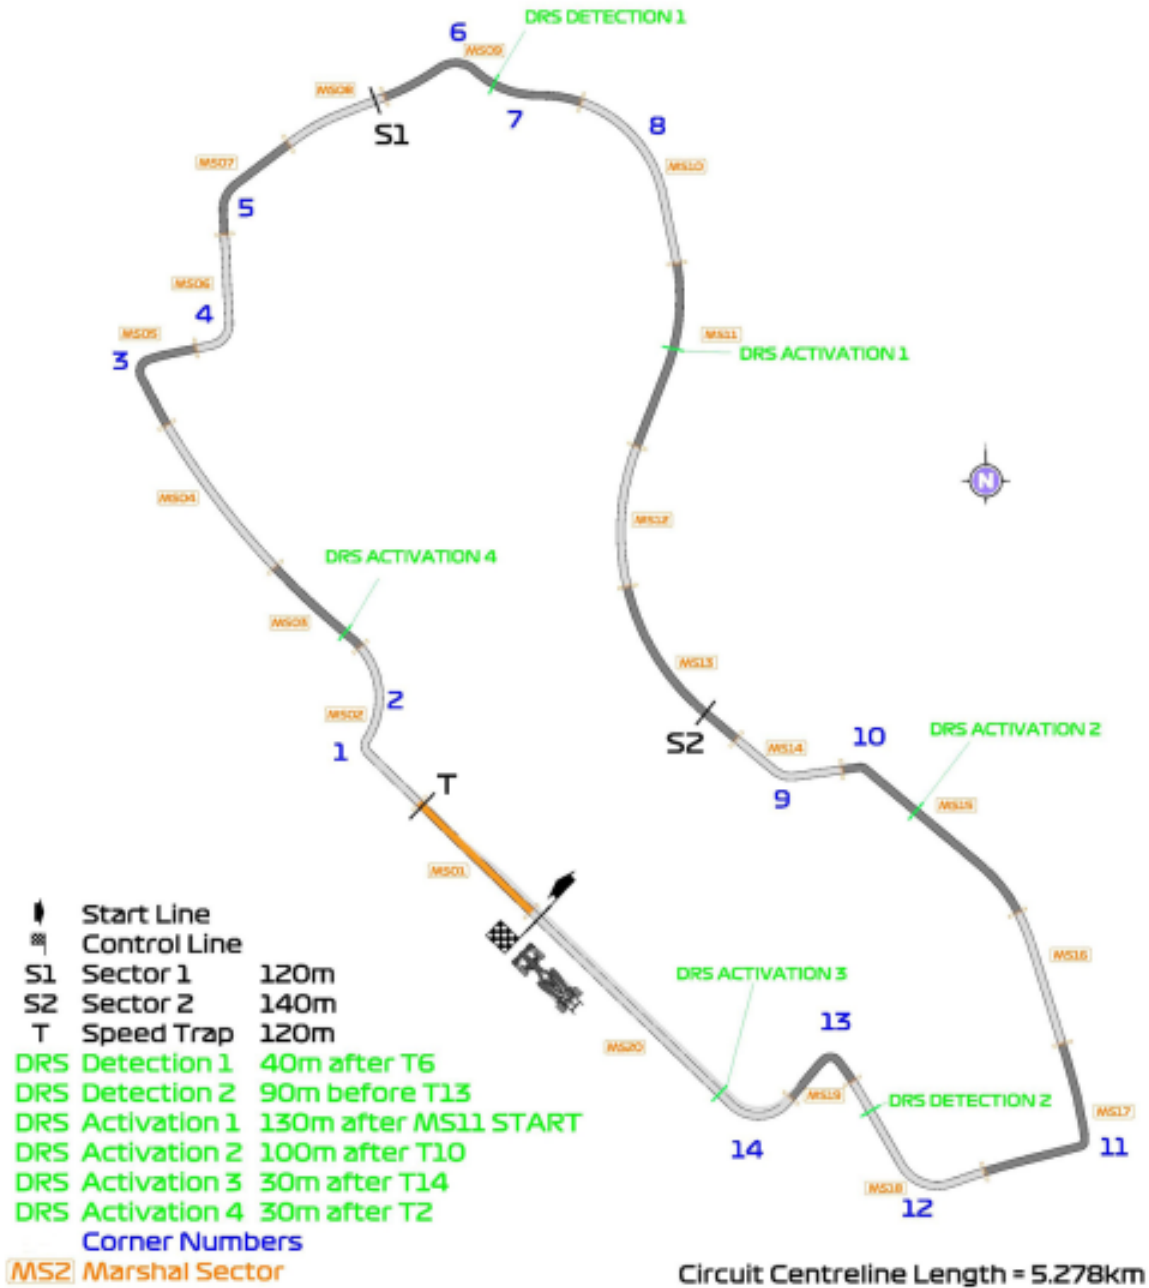 DRS DETECTION 1
6
MS09
MS08
S1
7
8
MS07
MS10
5
MS06
4
MS05
3
MS11
DRS ACTIVATION 1
N
MS04
MS12
DRS ACTIVATION 4
MS03
MS13
2
MS02
1
S2
DRS ACTIVATION 2
10
MS14
9
T
MS15
MS01
Start Line
Control Line
S1 Sector 1 120m
S2 Sector 2 140m
T Speed Trap 120m
DRS Detection 1 40m after T6
DRS Detection 2 90m before T13
DRS Activation 1 130m after MS11 START
DRS Activation 2 100m after T10
DRS Activation 3 30m after T14
DRS Activation 4 30m after T2
Corner Numbers
MS2 Marshal Sector
MS16
DRS ACTIVATION 3
13
MS20
MS19
DRS DETECTION 2
MS17
11
14
MS18
12
Circuit Centreline Length = 5.278km